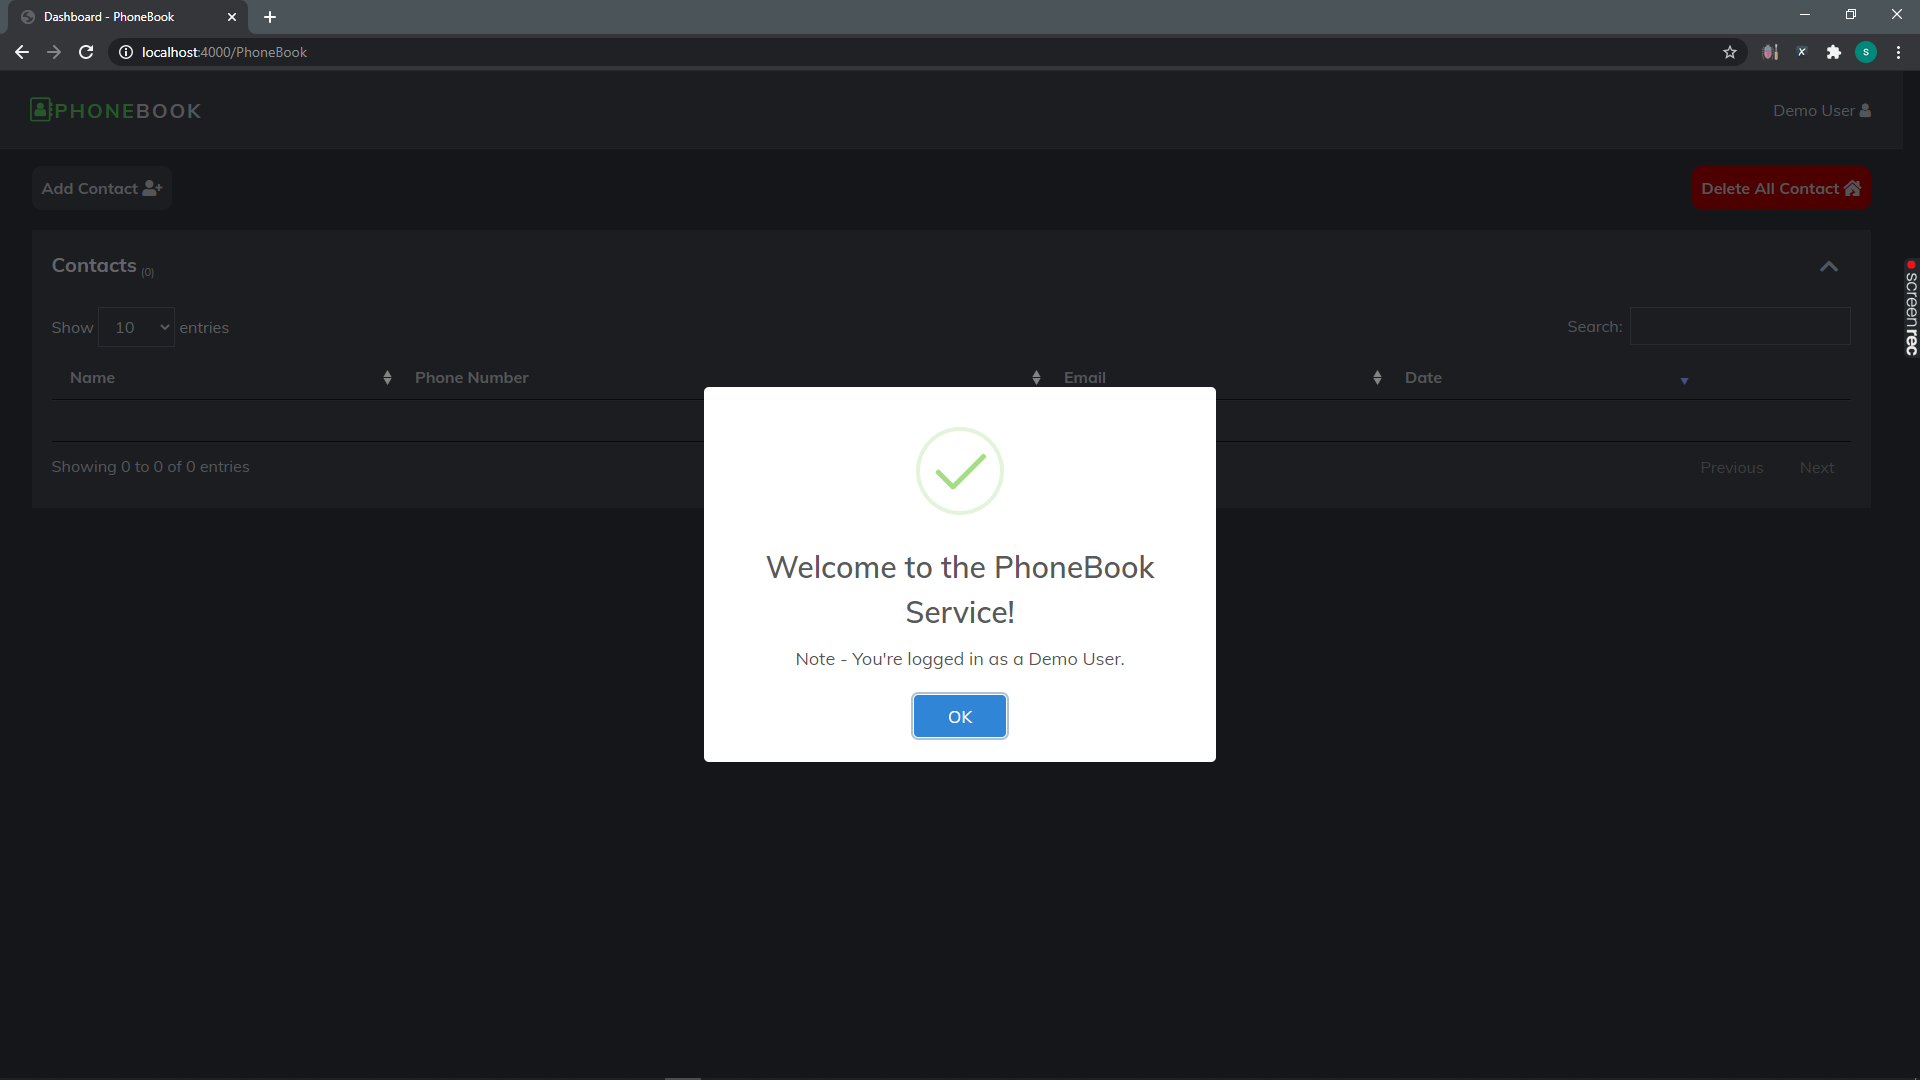 Dashboard - PhoneBook
localhost:4000/PhoneBook
s
PHONEBOOK
Demo User
Add Contact
Delete All Contact
Contacts (0)
Show 10 entries
Search:
Name Phone Number Email Date
Showing 0 to 0 of 0 entries
Previous Next
Welcome to the PhoneBook
Service!
Note - You're logged in as a Demo User.
OK
screenrec